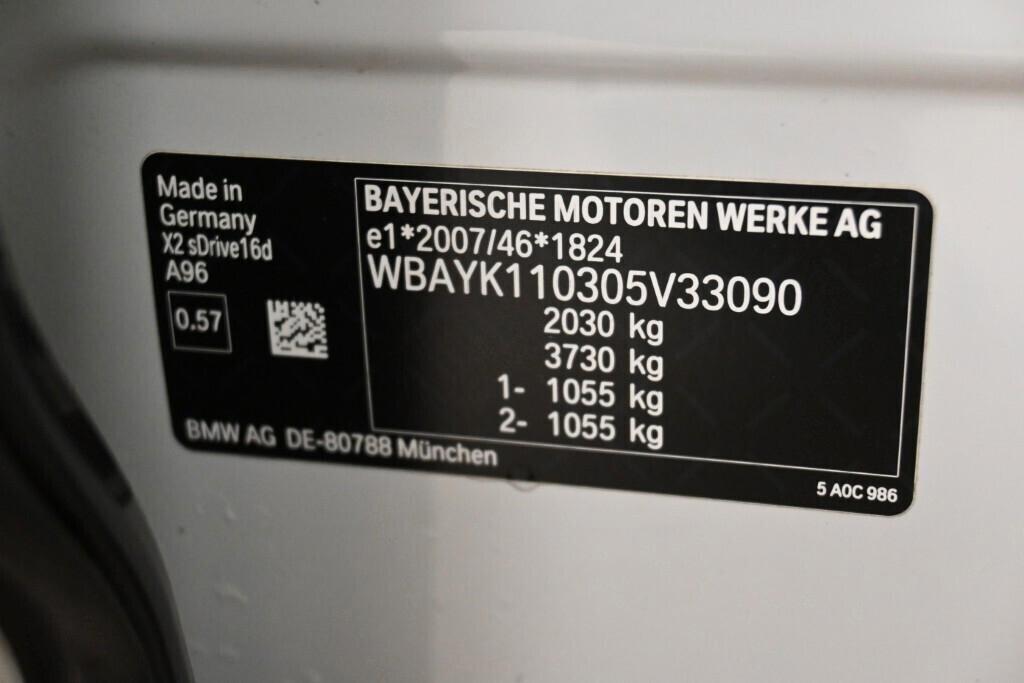 Made in
Germany
X2 sDrive16d
A96
0.57
BAYERISCHE MOTOREN WERKE AG
e1*2007/46*1824
WBAYK110305V33090
2030 kg
3730 kg
1- 1055 kg
2- 1055 kg
BMW AG DE-80788 München
5 A0C 986